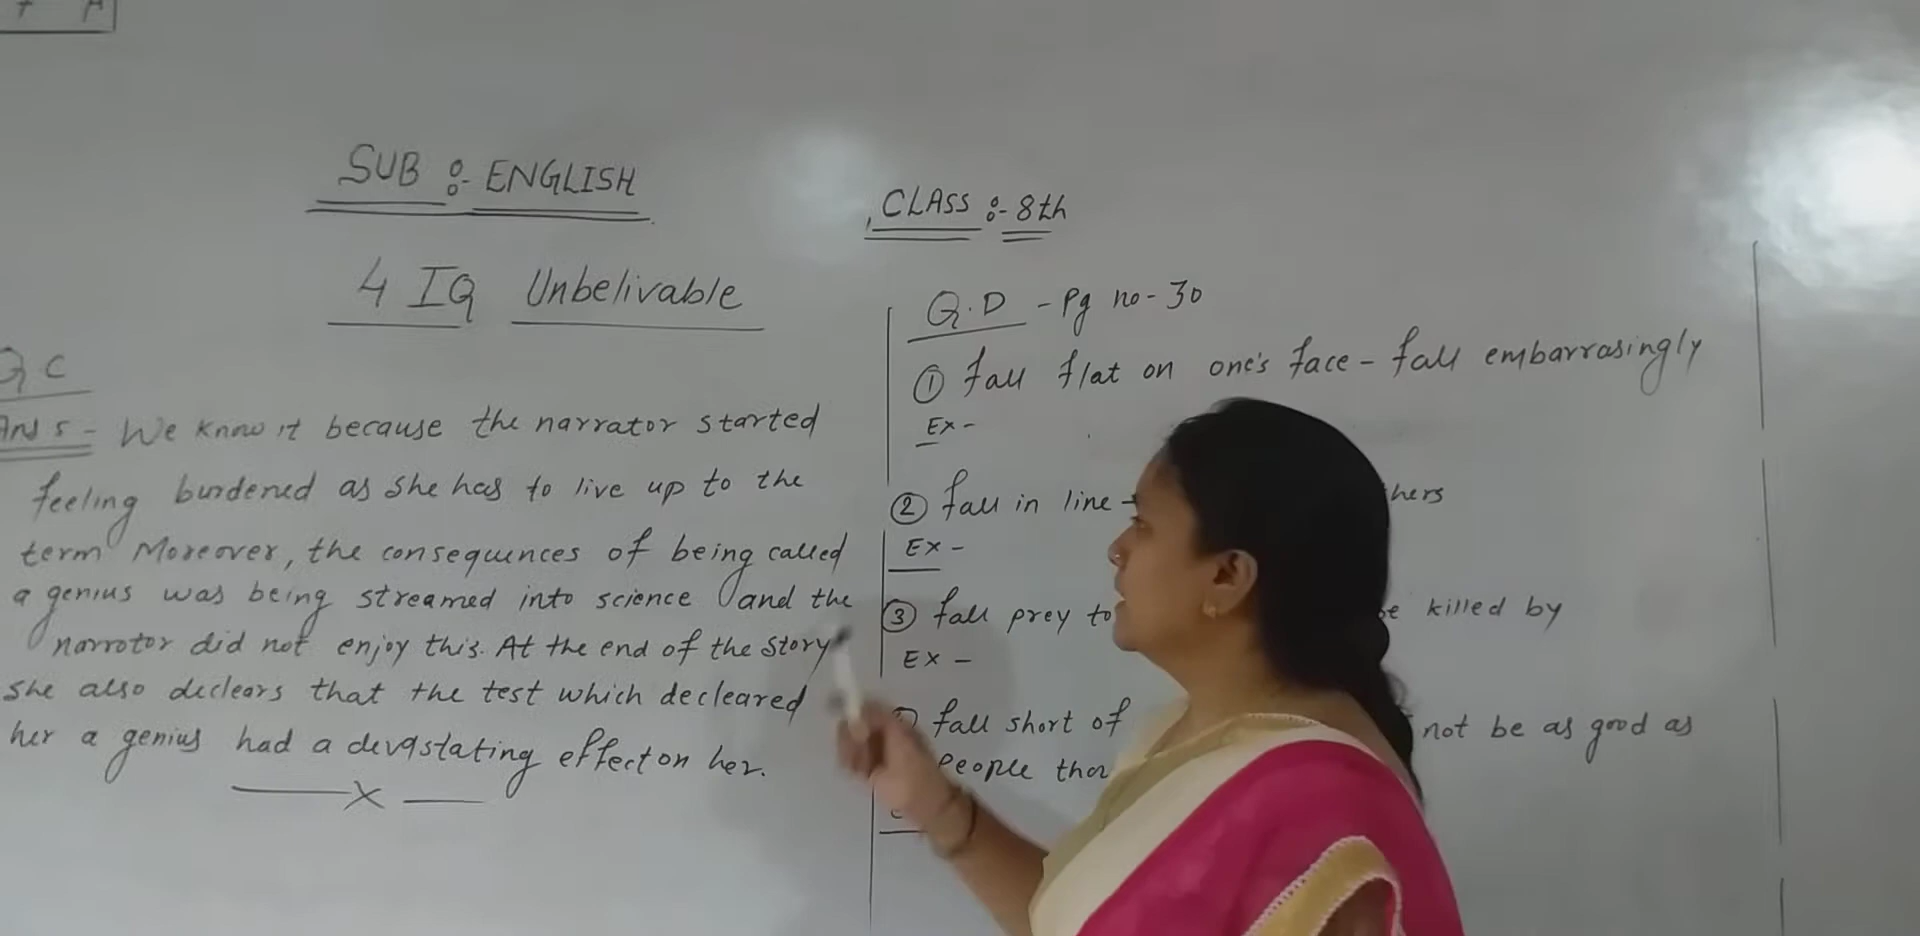 SUB :- ENGLISH
CLASS :- 8th
4 IQ Unbelivable
Q C
Ans 5 - We know it because the narrator started
feeling burdened as she has to live up to the
term Moreover, the consequences of being called
a genius was being streamed into science and the
narrotor did not enjoy this. At the end of the story
she also declears that the test which decleared
her a genius had a devastating effect on her.
X
Q.D - Pg no - 30
① fall flat on one's face - fall embarrasingly
Ex -
② fall in line - hers
Ex -
③ fall prey to killed by
Ex -
fall short of not be as good as
People